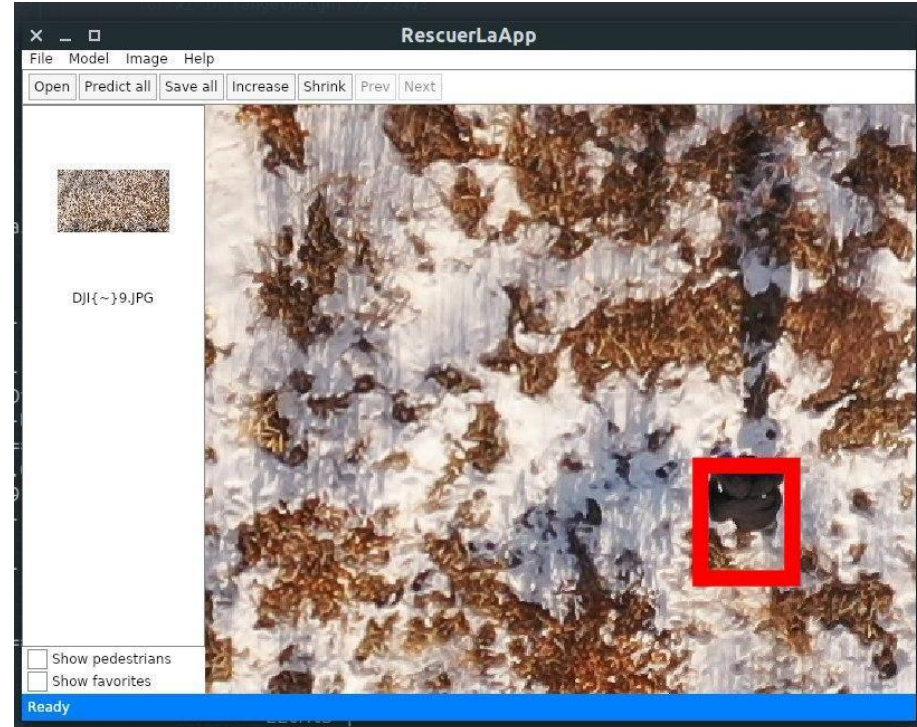 RescuerLaApp
File Model Image Help
Open Predict all Save all Increase Shrink Prev Next
DJI{~}9.JPG
Show pedestrians
Show favorites
Ready